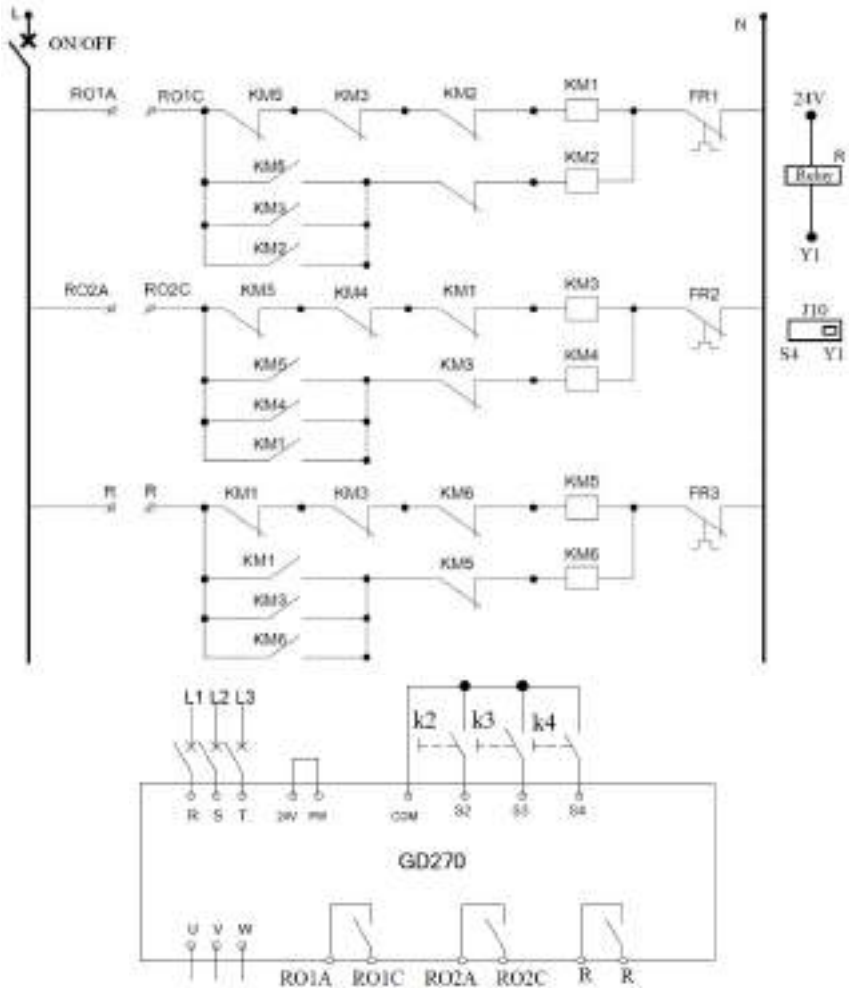 L
ON/OFF
N
RO1A RO1C KM6 KM3 KM2 KM1 FR1
24V
KM5 KM2
R
Relay
KM3
KM2
Y1
RO2A RO2C KM5 KM4 KM1 KM3 FR2
J10
S4 Y1
KM5 KM3 KM4
KM4
KM1
R R KM1 KM3 KM6 KM5 FR3
KM1 KM5 KM6
KM3
KM6
L1 L2 L3
k2 k3 k4
R S T 24V PW COM S2 S3 S4
GD270
U V W
RO1A RO1C RO2A RO2C R R